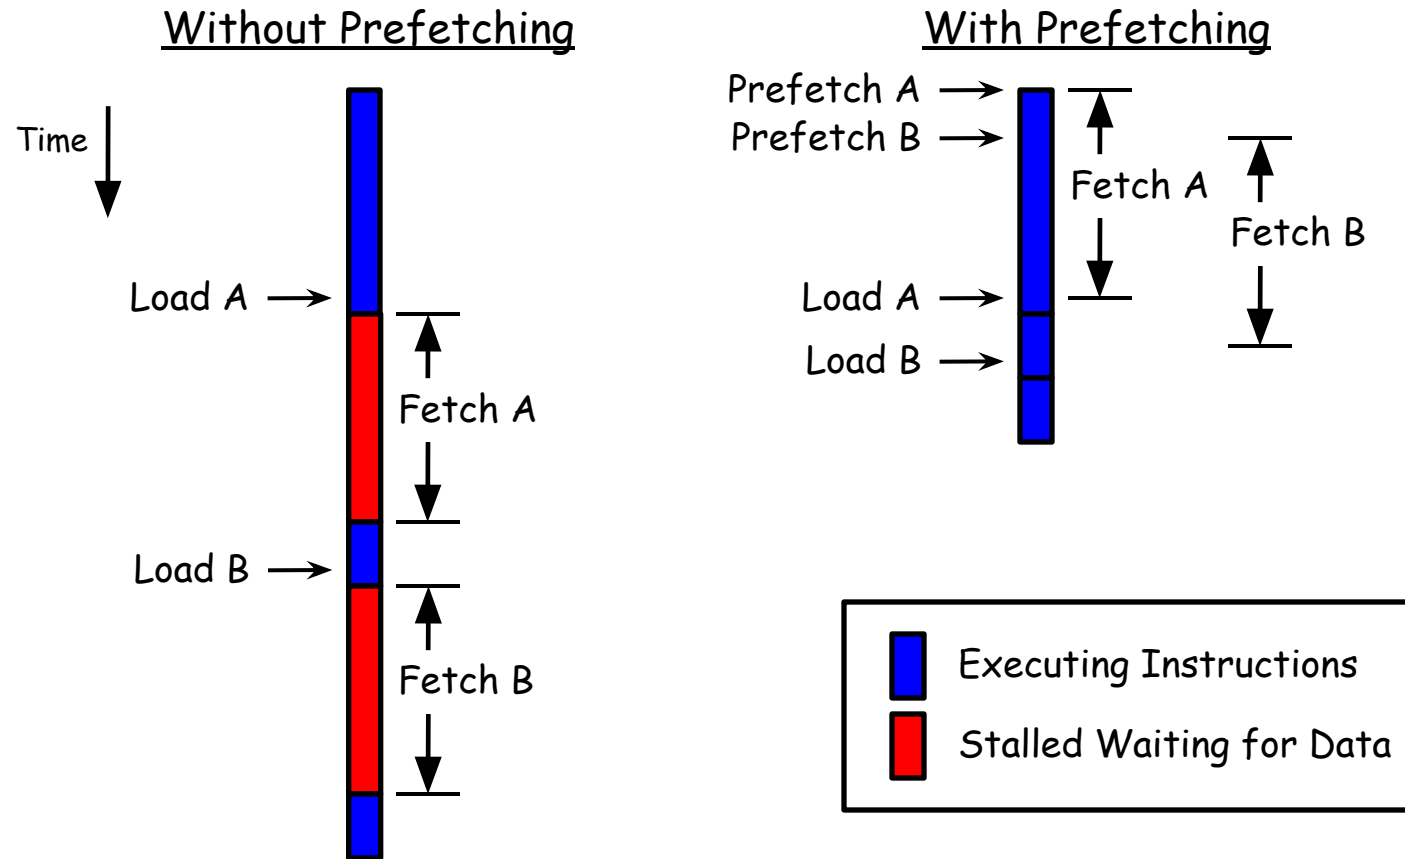 Without Prefetching
Time
Load A
Fetch A
Load B
Fetch B
With Prefetching
Prefetch A
Prefetch B
Fetch A
Fetch B
Load A
Load B
Executing Instructions
Stalled Waiting for Data